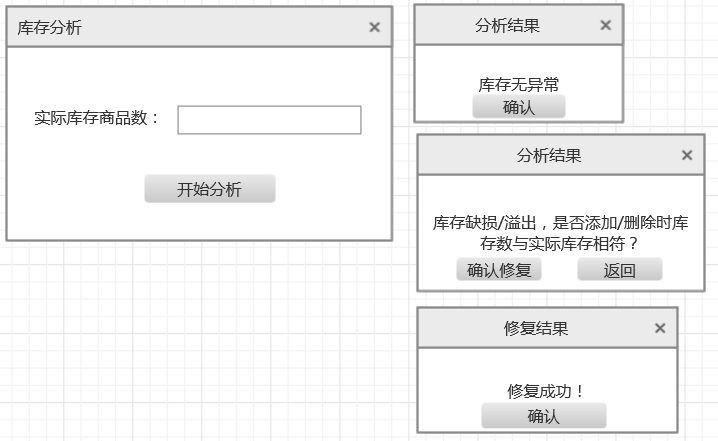 库存分析
实际库存商品数：
开始分析
分析结果
库存无异常
确认
分析结果
库存缺损/溢出，是否添加/删除时库
存数与实际库存相符？
确认修复
返回
修复结果
修复成功！
确认